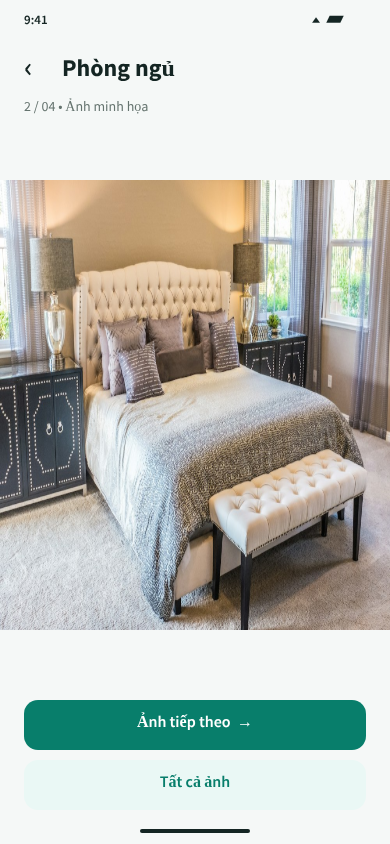 9:41
Phòng ngủ
2 / 04 • Ảnh minh họa
Ảnh tiếp theo →
Tất cả ảnh